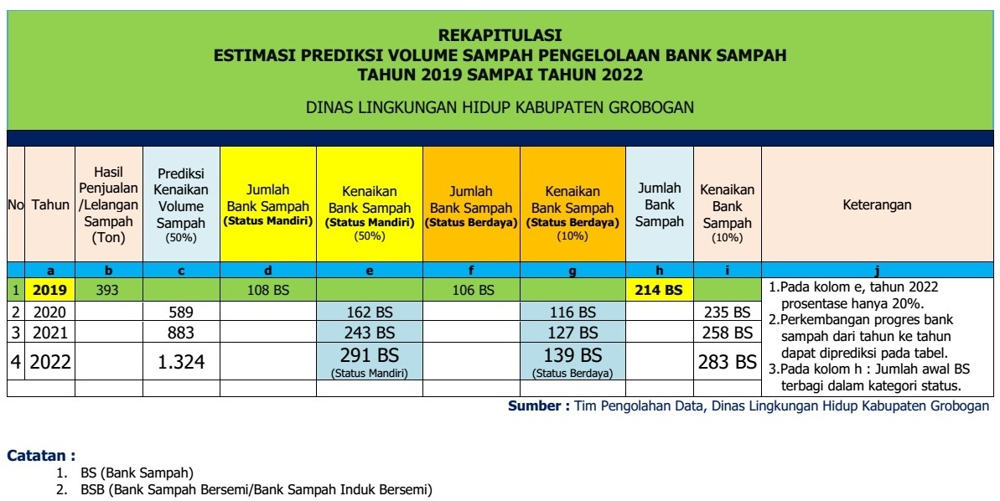 REKAPITULASI
ESTIMASI PREDIKSI VOLUME SAMPAH PENGELOLAAN BANK SAMPAH
TAHUN 2019 SAMPAI TAHUN 2022
DINAS LINGKUNGAN HIDUP KABUPATEN GROBOGAN
No
Tahun
Hasil
Penjualan
/Lelangan
Sampah
(Ton)
Prediksi
Kenaikan
Volume
Sampah
(50%)
Jumlah
Bank Sampah
(Status Mandiri)
Kenaikan
Bank Sampah
(Status Mandiri)
(50%)
Jumlah
Bank Sampah
(Status Berdaya)
Kenaikan
Bank Sampah
(Status Berdaya)
(10%)
Jumlah
Bank
Sampah
Kenaikan
Bank
Sampah
(10%)
Keterangan
a b c d e f g h i j
1 2019 393 108 BS 106 BS 214 BS
2 2020 589 162 BS 116 BS 235 BS
3 2021 883 243 BS 127 BS 258 BS
4 2022 1.324 291 BS 139 BS 283 BS
(Status Mandiri) (Status Berdaya)
1.Pada kolom e, tahun 2022
prosentase hanya 20%.
2.Perkembangan progres bank
sampah dari tahun ke tahun
dapat diprediksi pada tabel.
3.Pada kolom h : Jumlah awal BS
terbagi dalam kategori status.
Sumber : Tim Pengolahan Data, Dinas Lingkungan Hidup Kabupaten Grobogan
Catatan :
1. BS (Bank Sampah)
2. BSB (Bank Sampah Bersemi/Bank Sampah Induk Bersemi)